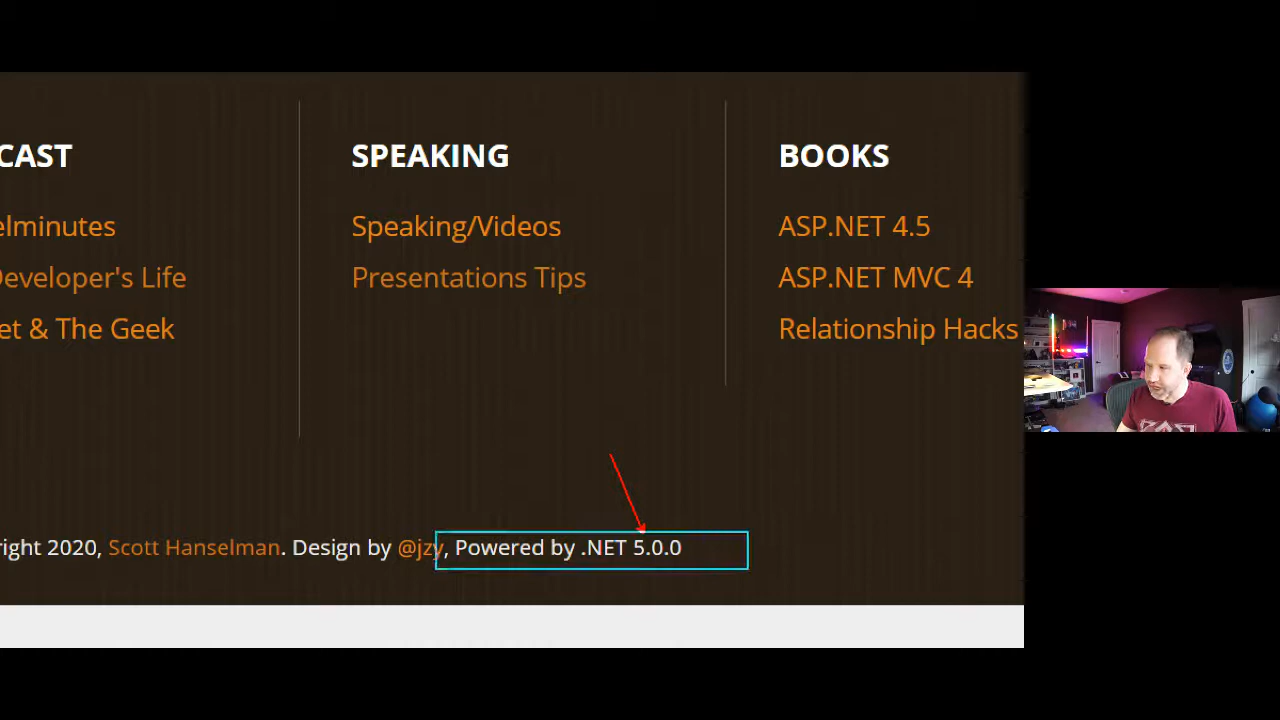 CAST
elminutes
Developer's Life
et & The Geek
SPEAKING
Speaking/Videos
Presentations Tips
BOOKS
ASP.NET 4.5
ASP.NET MVC 4
Relationship Hacks
right 2020, Scott Hanselman. Design by @jzy, Powered by .NET 5.0.0